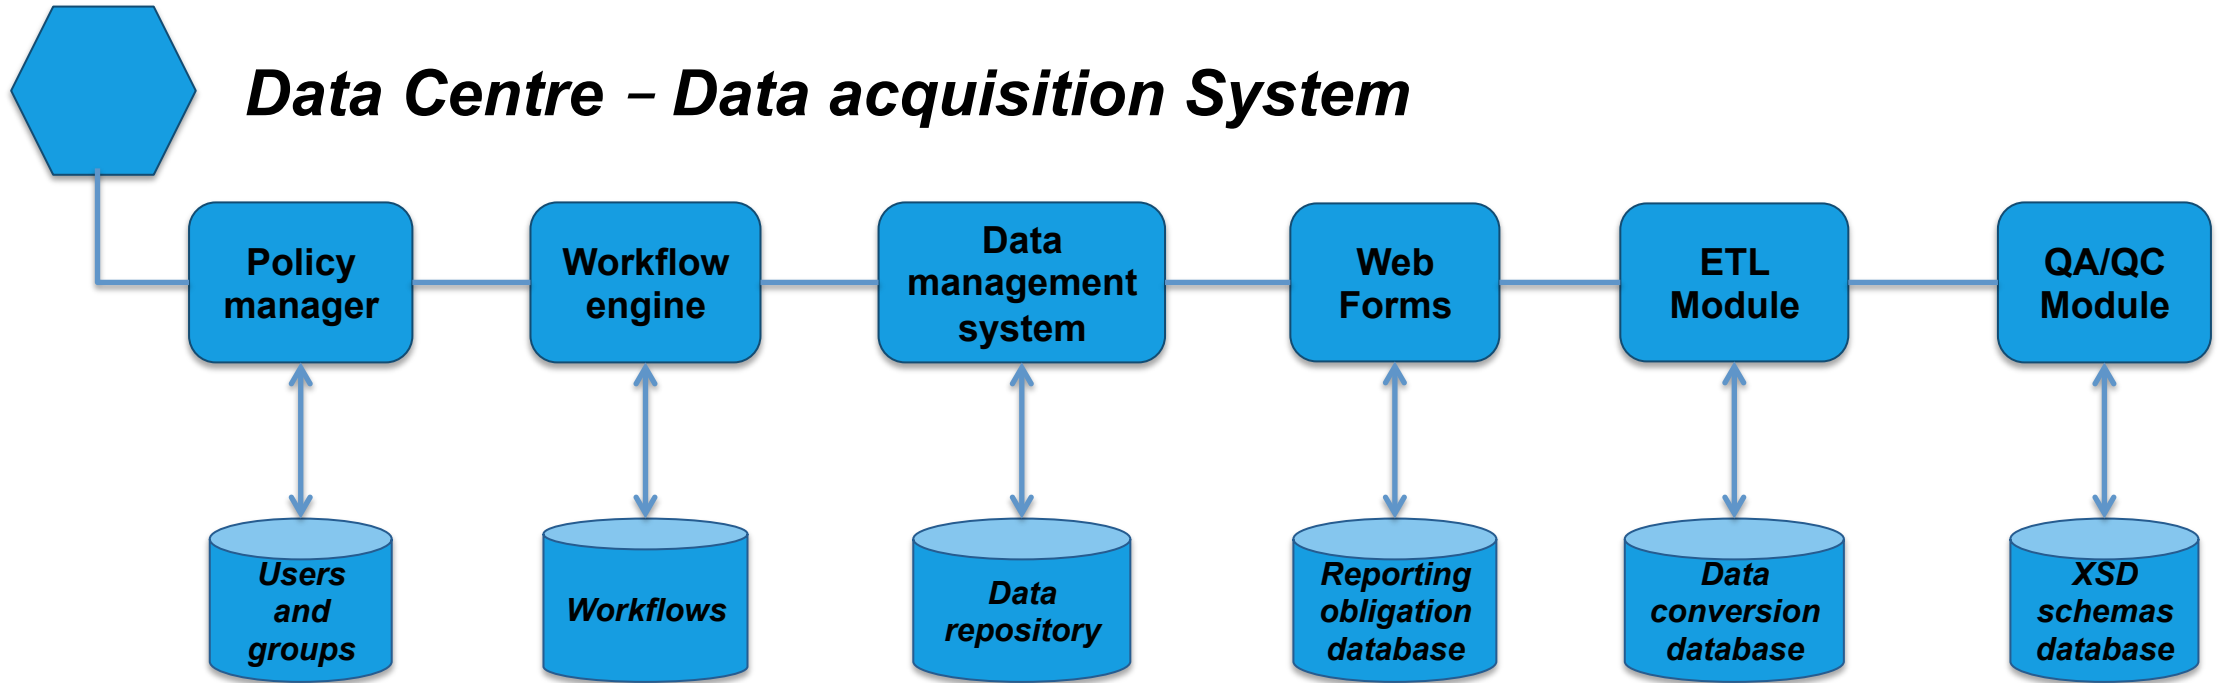 Data Centre – Data acquisition System
Policy
manager
Workflow
engine
Data
management
system
Web
Forms
ETL
Module
QA/QC
Module
Users
and
groups
Workflows
Data
repository
Reporting
obligation
database
Data
conversion
database
XSD
schemas
database